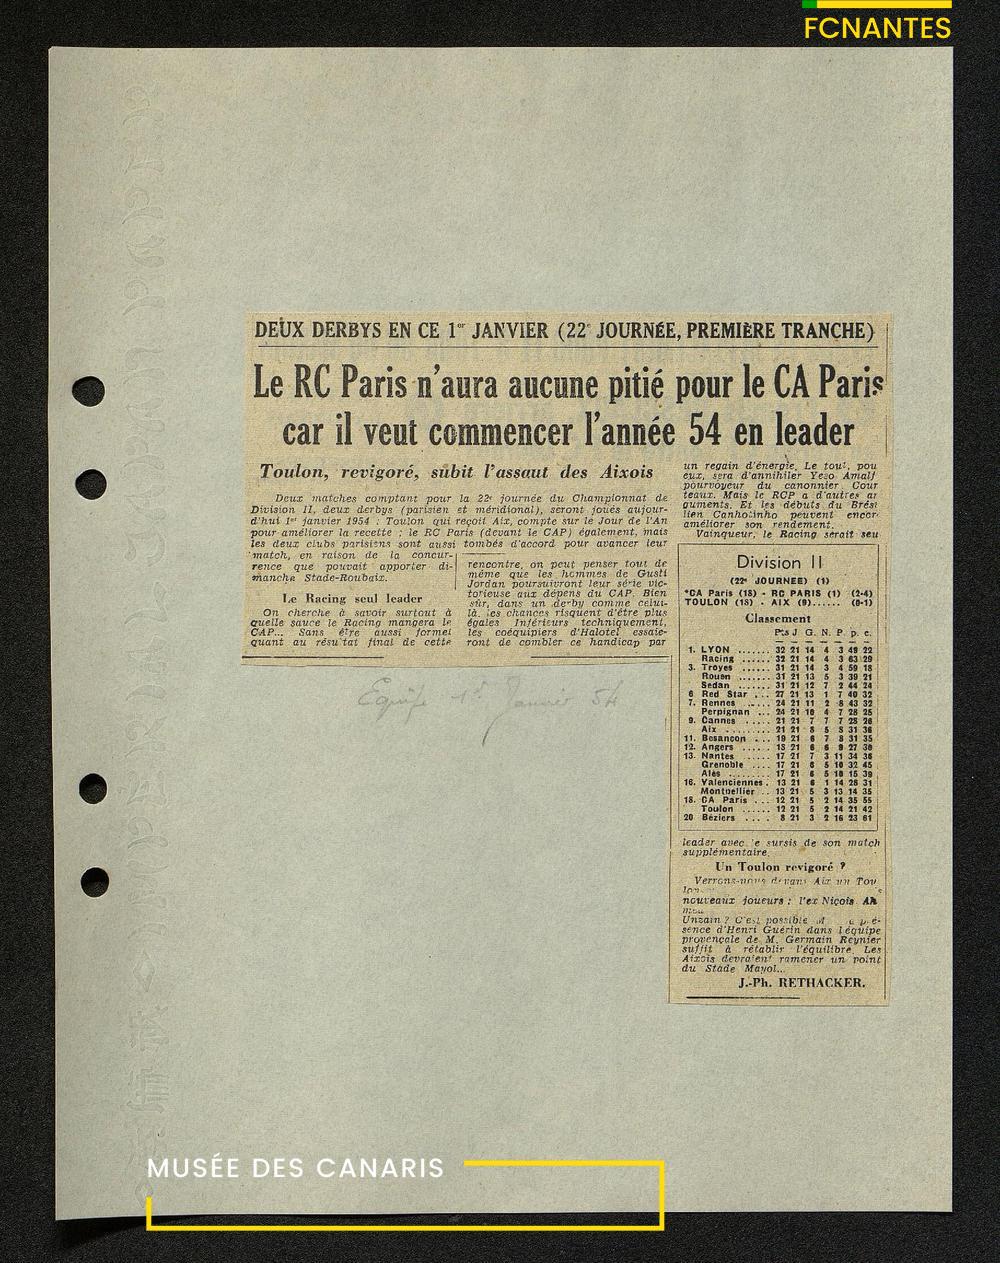 FCNANTES
DEUX DERBYS EN CE 1er JANVIER (22e JOURNÉE, PREMIÈRE TRANCHE)
Le RC Paris n'aura aucune pitié pour le CA Paris
car il veut commencer l'année 54 en leader
Toulon, revigoré, subit l'assaut des Aixois
Deux matches comptant pour la 22e journée du Championnat de
Division II, deux derbys (parisien et méridional), seront joués aujour-
d'hui 1er janvier 1954 : Toulon qui reçoit Aix, compte sur le Jour de l'An
pour améliorer la recette ; le RC Paris (devant le CAP) également, mais
les deux clubs parisiens sont aussi tombés d'accord pour avancer leur
match, en raison de la concur-
rence que pouvait apporter di-
manche Stade-Roubaix.
Le Racing seul leader
On cherche à savoir surtout à
quelle sauce le Racing mangera le
CAP... Sans être aussi formel
quant au résultat final de cette
rencontre, on peut penser tout de
même que les hommes de Gusti
Jordan poursuivront leur série vic-
torieuse aux dépens du CAP. Bien
sûr, dans un derby comme celui-
là, les chances risquent d'être plus
égales. Inférieurs techniquement,
les coéquipiers d'Halotel essaie-
ront de combler ce handicap par
un regain d'énergie. Le tout, pou
eux, sera d'annihiler Yeso Amalf
pourvoyeur du canonnier Cour
teaux. Mais le RCP a d'autres ar
guments. Et les débuts du Brési
lien Canhotinho peuvent encor
améliorer son rendement.
Vainqueur, le Racing serait seu
Division II
(22e JOURNEE) (1)
*CA Paris (18) - RC PARIS (1) (2-4)
TOULON (18) - AIX (9)...... (0-1)
Classement
Pts J G. N. P. p. c.
1. LYON ....... 32 21 14 4 3 49 22
Racing ...... 32 21 14 4 3 63 29
3. Troyes ...... 31 21 14 3 4 59 18
Rouen ....... 31 21 13 5 3 39 21
Sedan ....... 31 21 12 7 2 44 24
6 Red Star ... 27 21 13 1 7 40 32
7. Rennes ...... 24 21 11 2 8 43 32
Perpignan ... 24 21 10 4 7 28 25
9. Cannes ...... 21 21 7 7 7 28 26
Aix ......... 21 21 8 5 8 31 36
11. Besançon .... 19 21 6 7 8 31 35
12. Angers ...... 18 21 6 6 9 27 30
13. Nantes ...... 17 21 7 3 11 34 36
Grenoble .... 17 21 6 5 10 32 45
Alès ........ 17 21 6 5 10 15 39
16. Valenciennes. 13 21 6 1 14 28 31
Montpellier .. 13 21 5 3 13 14 35
18. CA Paris ... 12 21 5 2 14 35 55
Toulon ...... 12 21 5 2 14 21 42
20 Béziers .... 8 21 3 2 16 23 61
leader avec le sursis de son match
supplémentaire.
Un Toulon revigoré ?
Verrons-nous devant Aix un Tou
nouveaux joueurs : l'ex Niçois
Unzain ? C'est possible
sence d'Henri Guérin dans l'équipe
provençale de M. Germain Reynier
suffit à rétablir l'équilibre. Les
Aixois devraient ramener un point
du Stade Mayol...
J.-Ph. RETHACKER.
Equipe 1er Janvier 54
MUSÉE DES CANARIS